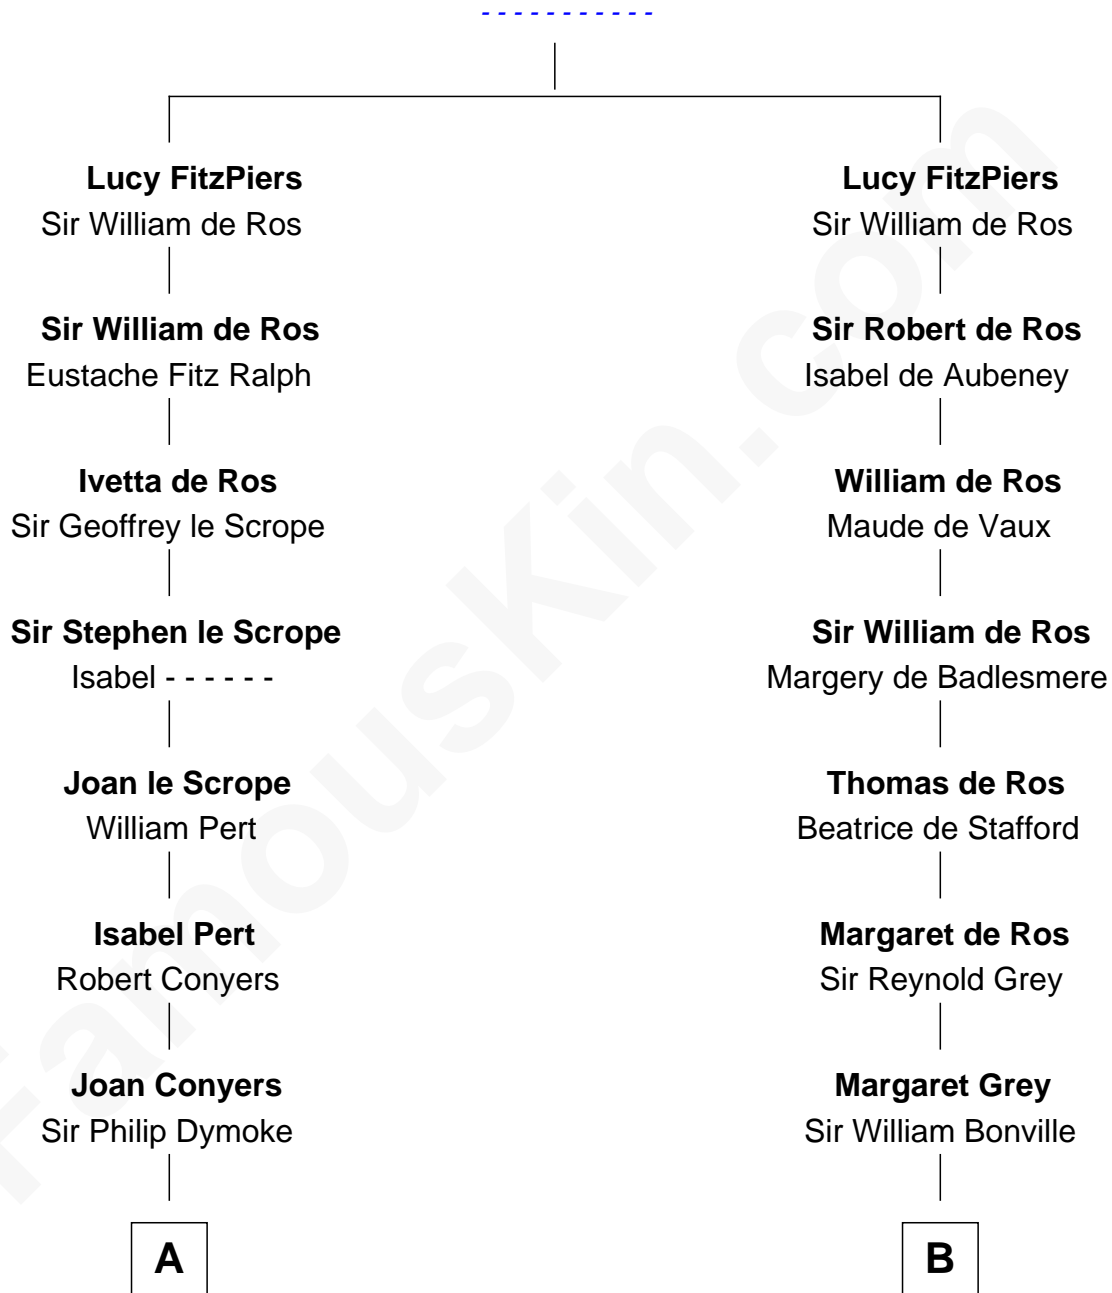 - - - - - - - - - - -
Lucy FitzPiers
Sir William de Ros
Sir William de Ros
Eustache Fitz Ralph
Ivetta de Ros
Sir Geoffrey le Scrope
Sir Stephen le Scrope
Isabel - - - - - -
Joan le Scrope
William Pert
Isabel Pert
Robert Conyers
Joan Conyers
Sir Philip Dymoke
A
Lucy FitzPiers
Sir William de Ros
Sir Robert de Ros
Isabel de Aubeney
William de Ros
Maude de Vaux
Sir William de Ros
Margery de Badlesmere
Thomas de Ros
Beatrice de Stafford
Margaret de Ros
Sir Reynold Grey
Margaret Grey
Sir William Bonville
B
FamousKin.com